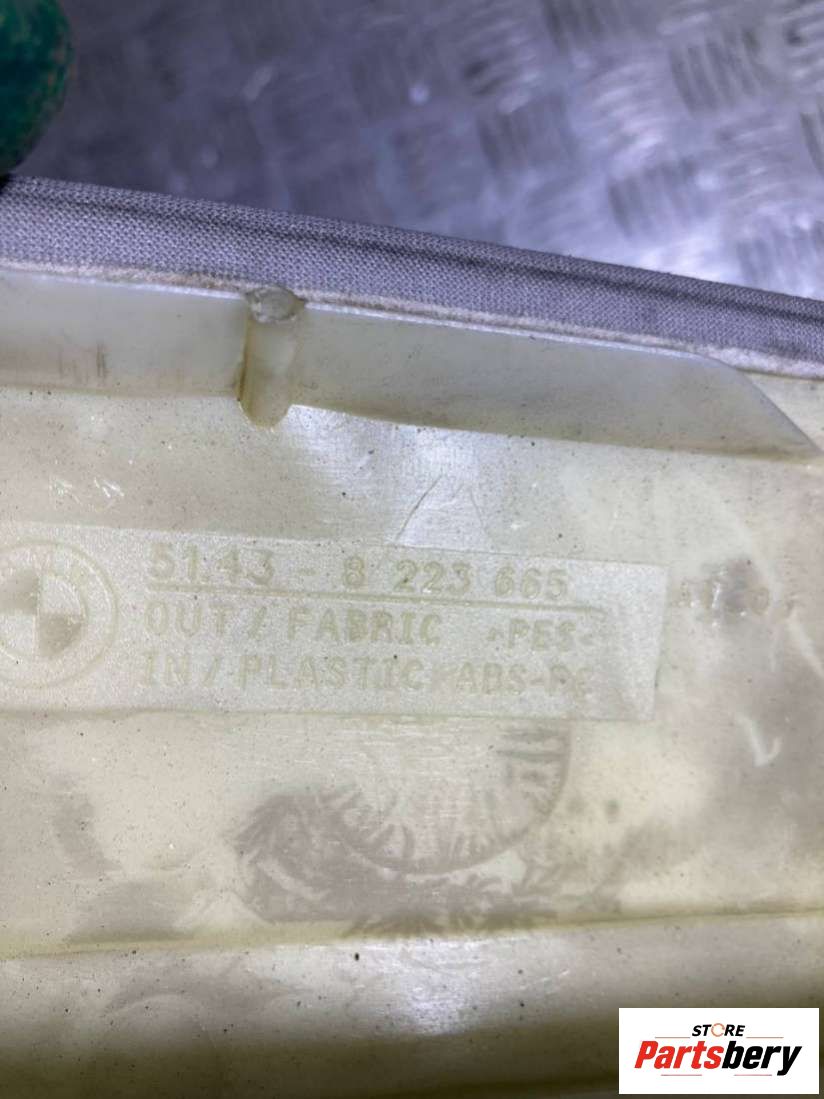 51.43 - 8 223 665
OUT / FABRIC >PES<
IN / PLASTIC >ABS-PC
STORE
Partsbery